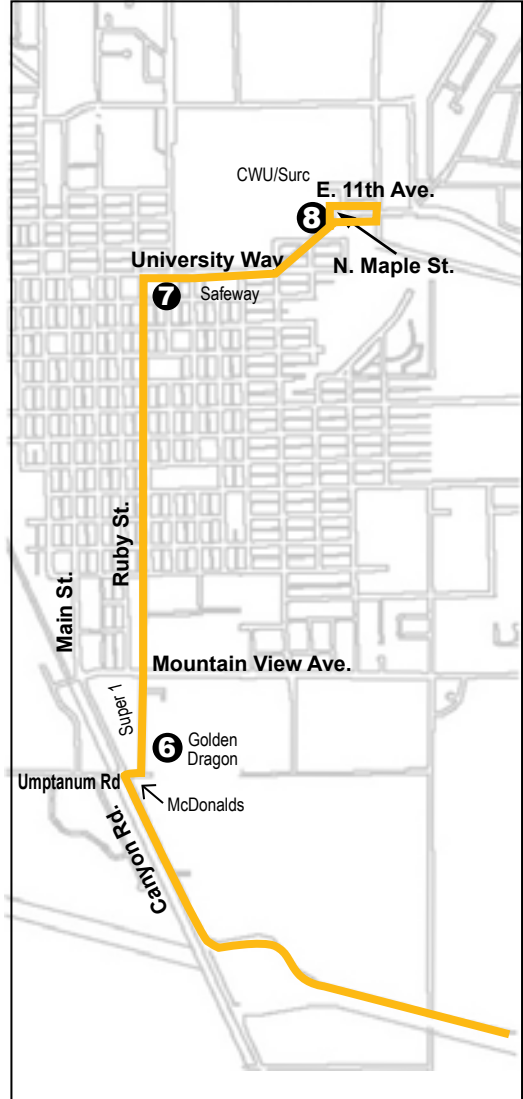 CWU/Surc
E. 11th Ave.
8
N. Maple St.
University Way
7
Safeway
Ruby St.
Main St.
Mountain View Ave.
Super 1
6
Golden
Dragon
Umptanum Rd
McDonalds
Canyon Rd.